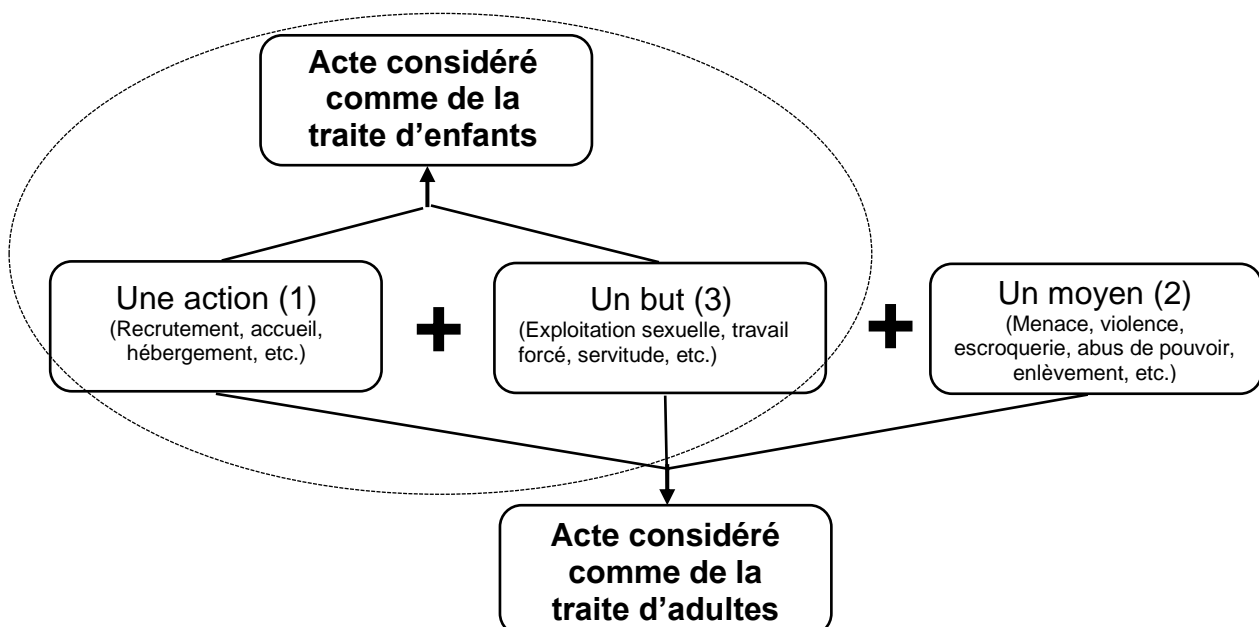 Acte considéré
comme de la
traite d’enfants
Une action (1)
(Recrutement, accueil,
hébergement, etc.)
+
Un but (3)
(Exploitation sexuelle, travail
forcé, servitude, etc.)
+
Un moyen (2)
(Menace, violence,
escroquerie, abus de pouvoir,
enlèvement, etc.)
Acte considéré
comme de la
traite d’adultes